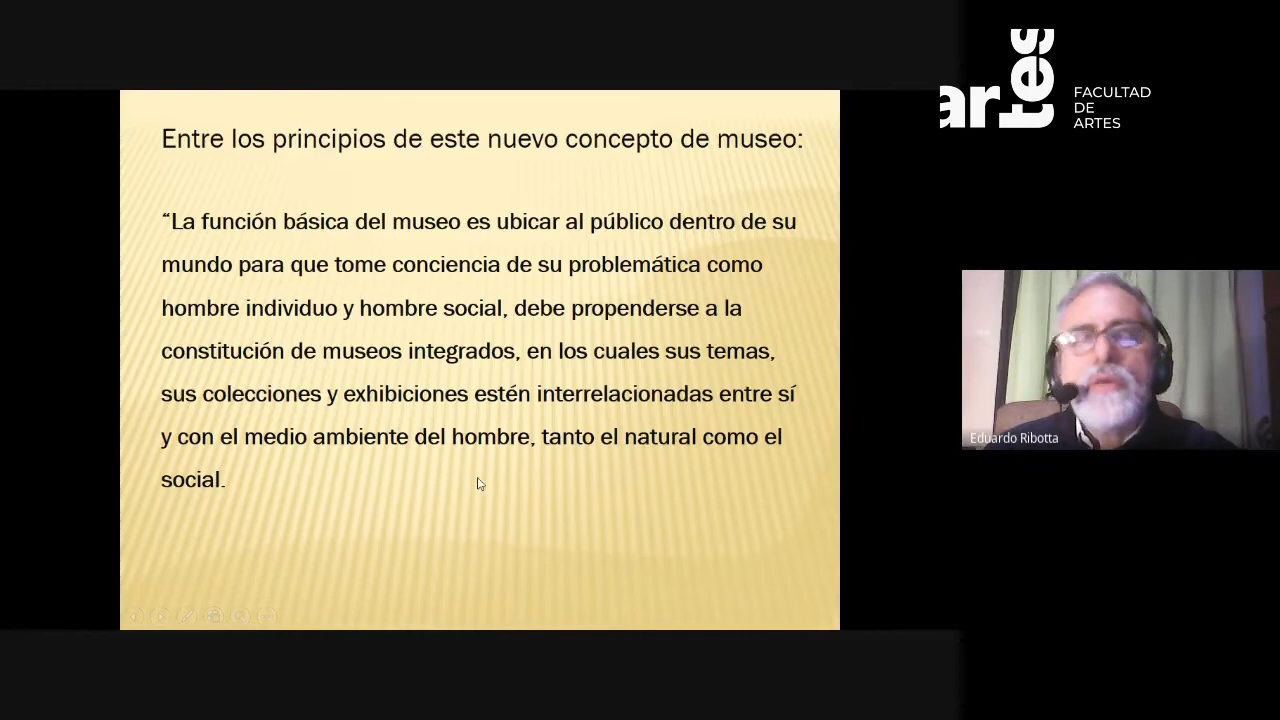 Entre los principios de este nuevo concepto de museo:
“La función básica del museo es ubicar al público dentro de su
mundo para que tome conciencia de su problemática como
hombre individuo y hombre social, debe propenderse a la
constitución de museos integrados, en los cuales sus temas,
sus colecciones y exhibiciones estén interrelacionadas entre sí
y con el medio ambiente del hombre, tanto el natural como el
social.
artes
FACULTAD
DE
ARTES
Eduardo Ribotta